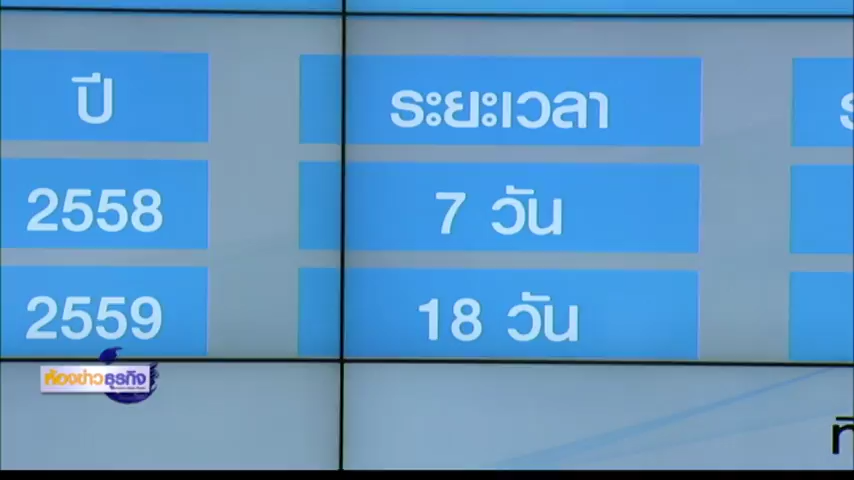 ปี ระยะเวลา
2558 7 วัน
2559 18 วัน
ห้องข่าวธุรกิจ